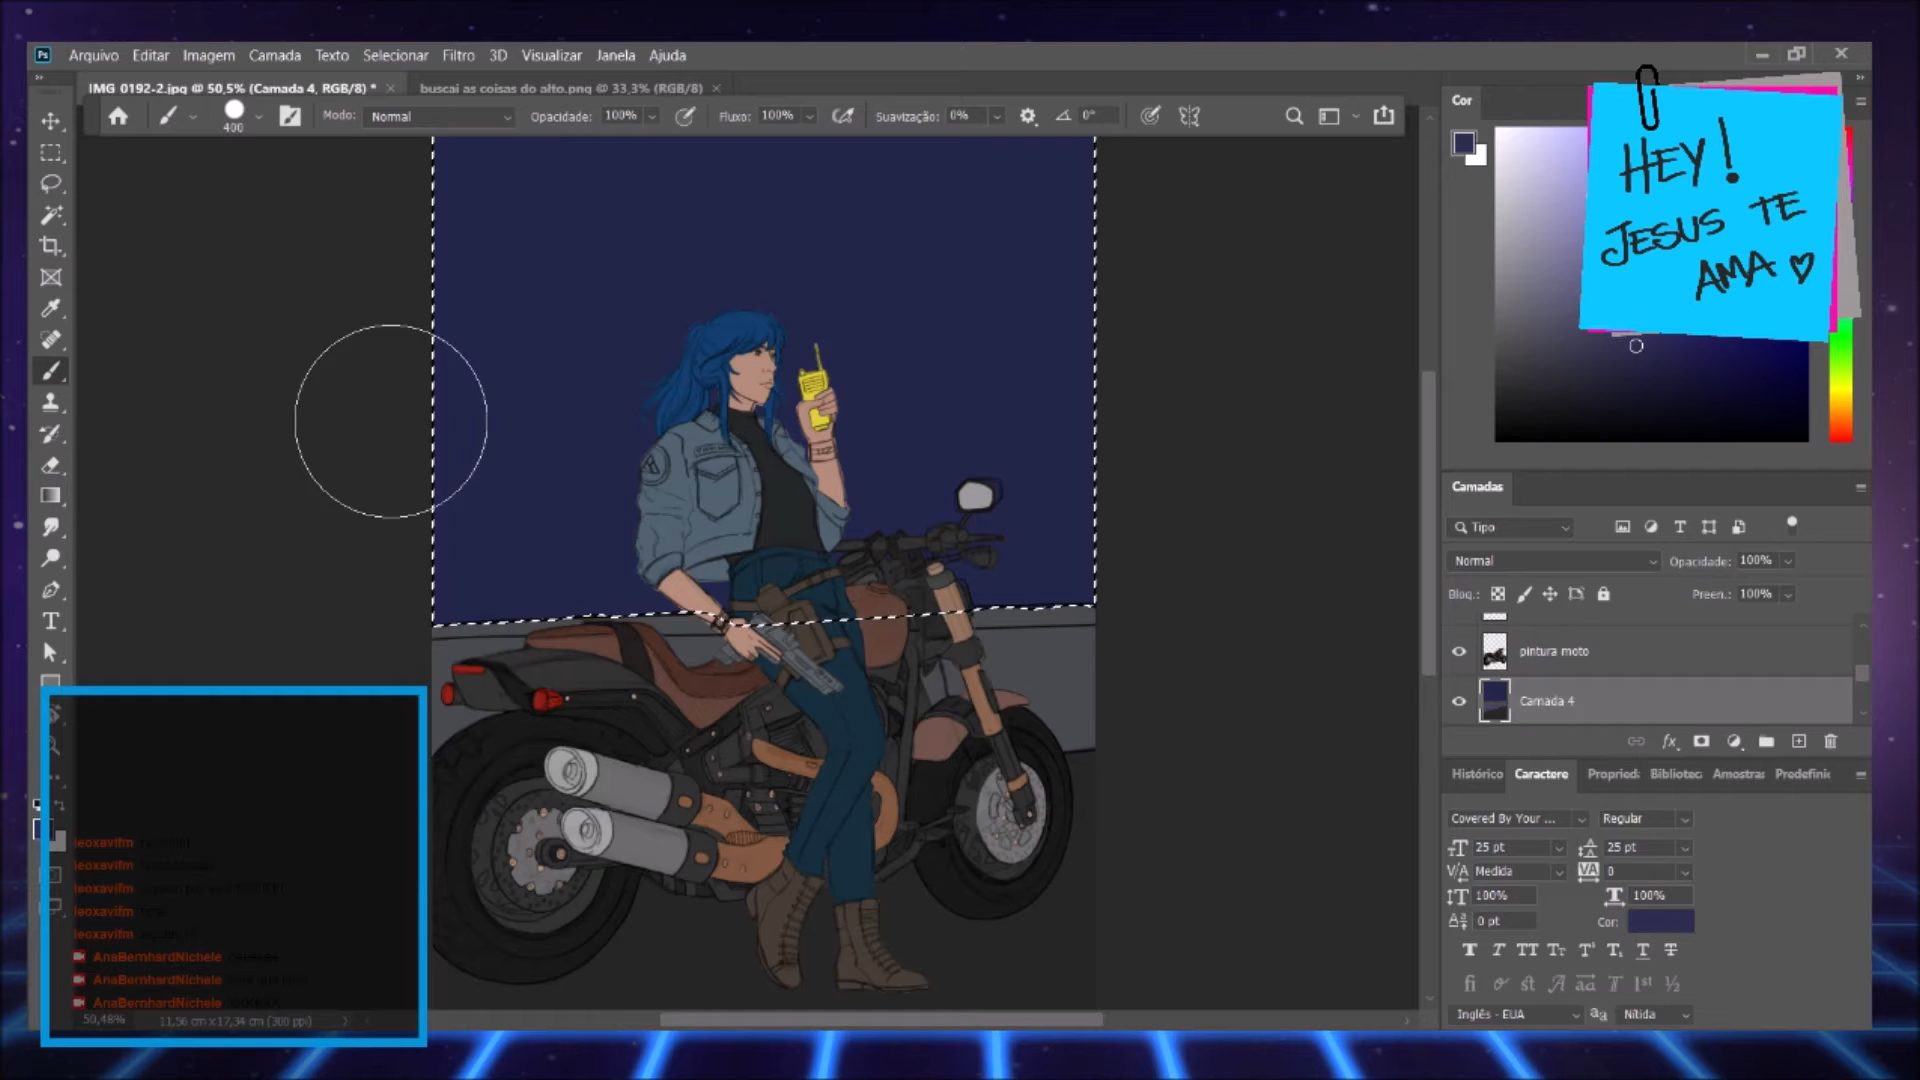 Ps Arquivo Editar Imagem Camada Texto Selecionar Filtro 3D Visualizar Janela Ajuda
IMG_0192-2.jpg @ 50,5% (Camada 4, RGB/8) * buscai as coisas do alto.png @ 33,3% (RGB/8)
400 Modo: Normal Opacidade: 100% Fluxo: 100% Suavização: 0% 0°
Cor
HEY!
JESUS TE
AMA
Camadas
Tipo
Normal Opacidade: 100%
Bloq.: Preen.: 100%
pintura moto
Camada 4
Histórico Caractere Propried Bibliotec Amostras Predefinic
Covered By Your ... Regular
25 pt 25 pt
Medida 0
100% 100%
0 pt Cor:
Inglês - EUA Nítida
leoxavifm
leoxavifm
leoxavifm
leoxavifm
leoxavifm
AnaBernhardNichele
AnaBernhardNichele
AnaBernhardNichele
50,48% 11,56 cm x 17,34 cm (300 ppi)